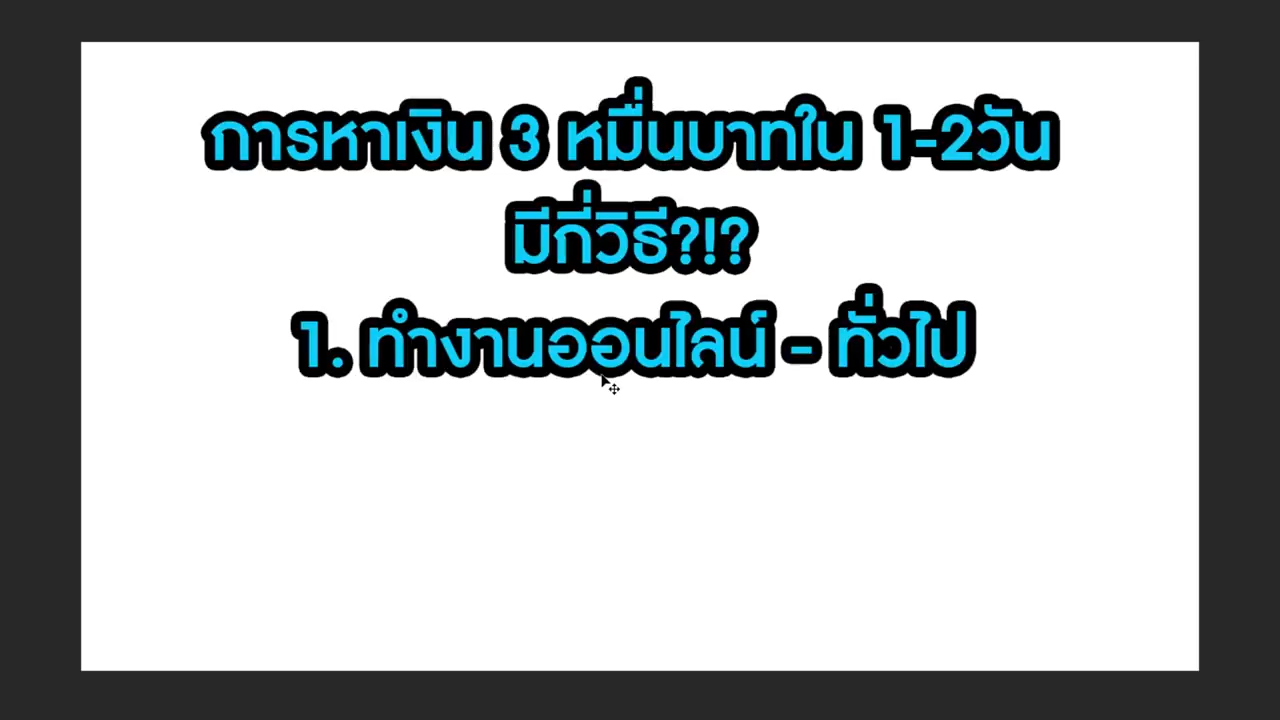 การหาเงิน 3 หมื่นบาทใน 1-2วัน
มีกี่วิธี?!?
1. ทำงานออนไลน์ - ทั่วไป